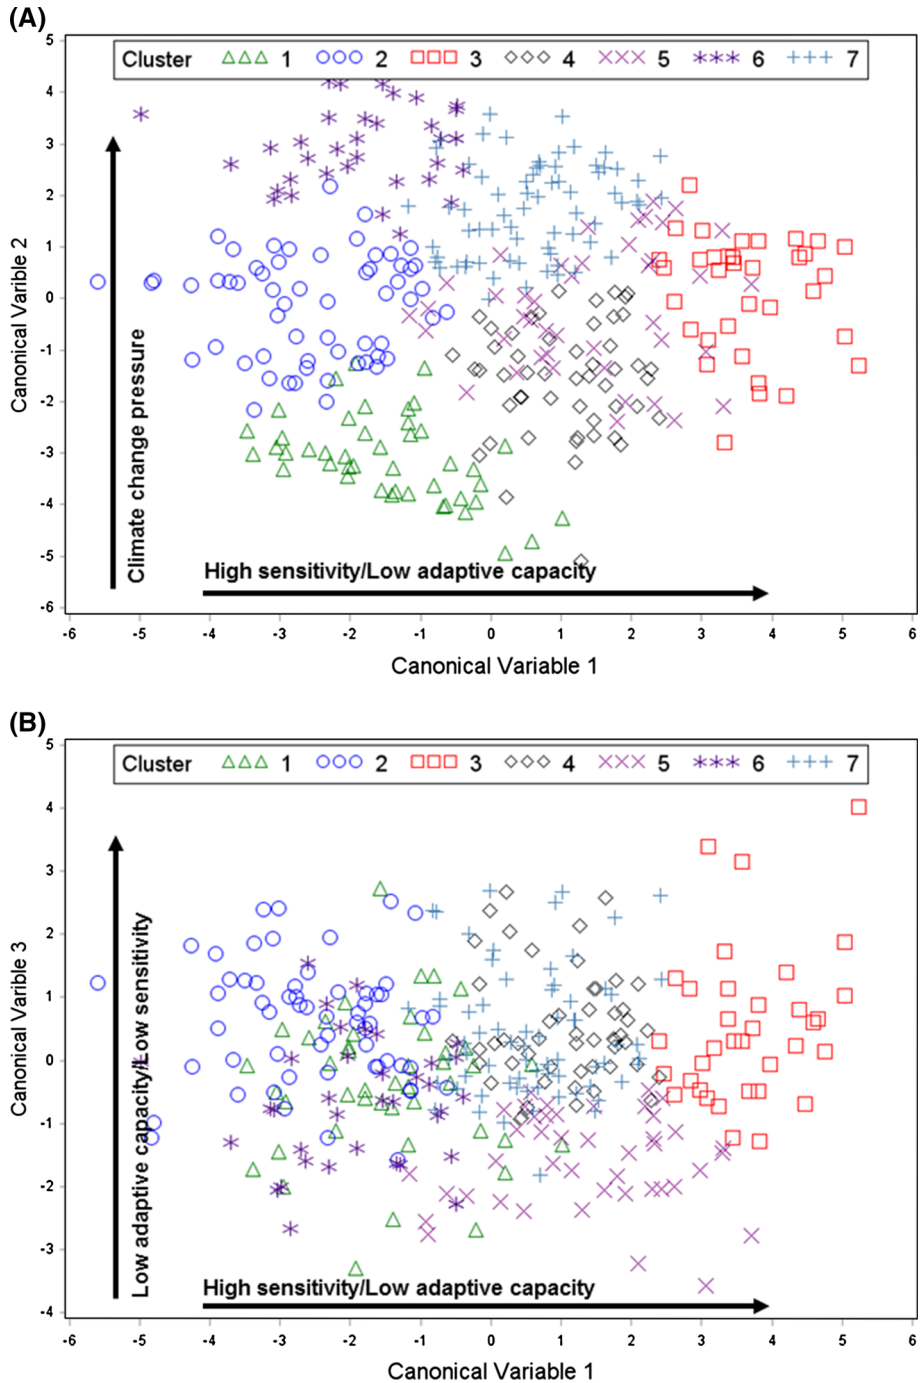 (A)
5
Cluster 1 2 3 4 5 6 7
4
3
2
1
0
-1
-2
-3
-4
-5
-6
Canonical Varible 2
Climate change pressure
High sensitivity/Low adaptive capacity
-6 -5 -4 -3 -2 -1 0 1 2 3 4 5 6
Canonical Variable 1
(B)
5
Cluster 1 2 3 4 5 6 7
4
3
2
1
0
-1
-2
-3
-4
Canonical Varible 3
Low adaptive capacity/Low sensitivity
High sensitivity/Low adaptive capacity
-6 -5 -4 -3 -2 -1 0 1 2 3 4 5 6
Canonical Variable 1